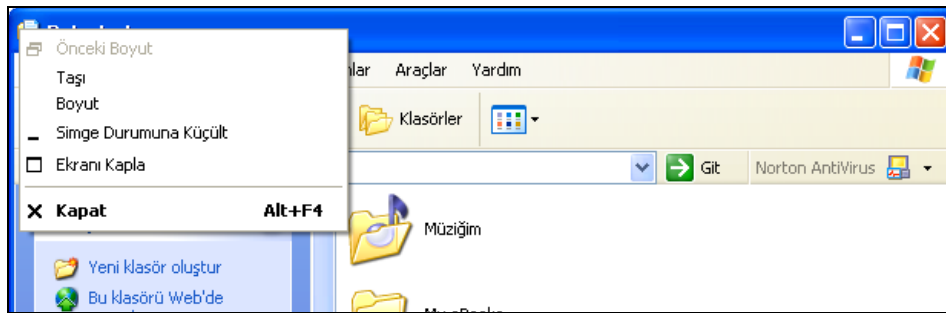 Önceki Boyut
Taşı
Boyut
Simge Durumuna Küçült
Ekranı Kapla
Kapat Alt+F4
Araçlar Yardım
Klasörler
Git Norton AntiVirus
Müziğim
Yeni klasör oluştur
Bu klasörü Web'de